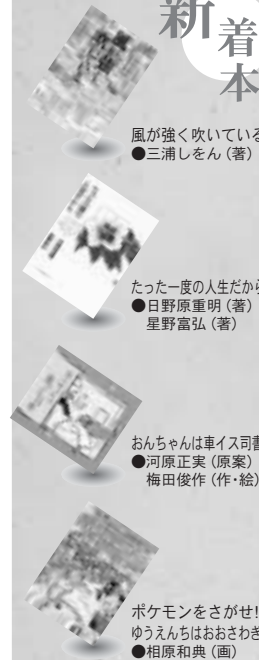 新着本
風が強く吹いている
●三浦しをん（著）
たった一度の人生だから
●日野原重明（著）
星野富弘（著）
おんちゃんは車イス司書
●河原正実（原案）
梅田俊作（作・絵）
ポケモンをさがせ!
ゆうえんちはおおさわぎ
●相原和典（画）